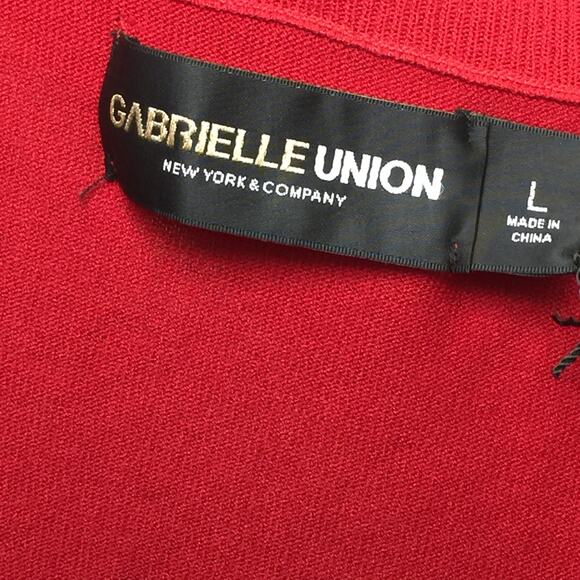 GABRIELLE UNION
NEW YORK & COMPANY
L
MADE IN
CHINA